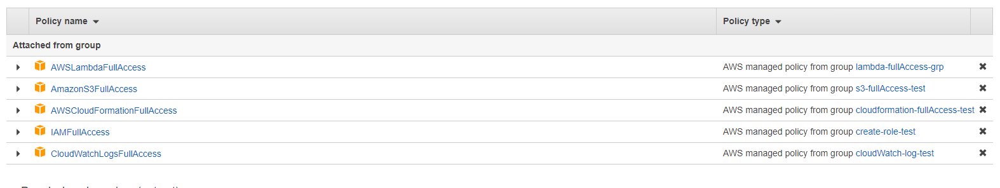 Policy name Policy type
Attached from group
AWSLambdaFullAccess AWS managed policy from group lambda-fullAccess-grp
AmazonS3FullAccess AWS managed policy from group s3-fullAccess-test
AWSCloudFormationFullAccess AWS managed policy from group cloudformation-fullAccess-test
IAMFullAccess AWS managed policy from group create-role-test
CloudWatchLogsFullAccess AWS managed policy from group cloudWatch-log-test